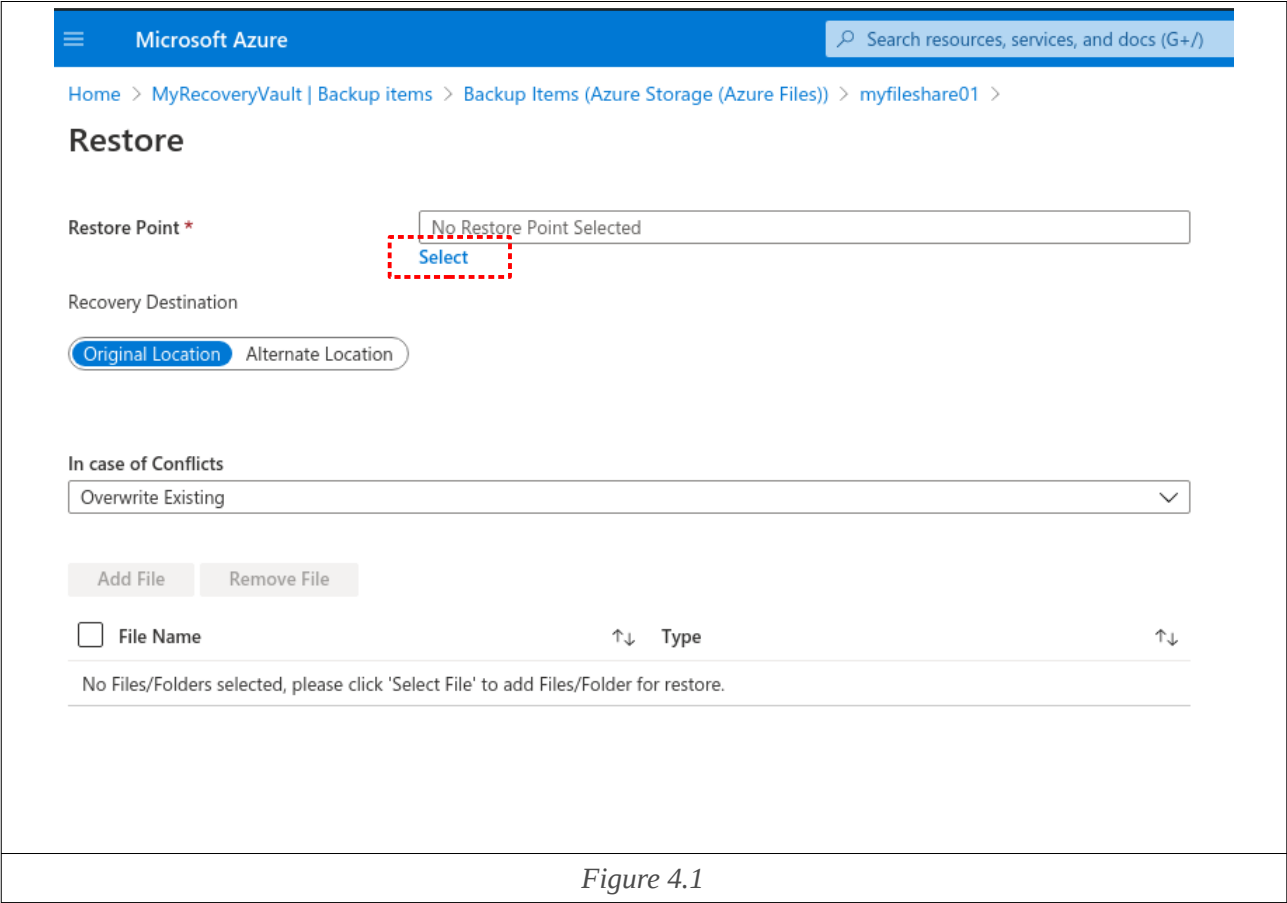 Microsoft Azure
Search resources, services, and docs (G+/)
Home > MyRecoveryVault | Backup items > Backup Items (Azure Storage (Azure Files)) > myfileshare01 >
Restore
Restore Point *
No Restore Point Selected
Select
Recovery Destination
Original Location Alternate Location
In case of Conflicts
Overwrite Existing
Add File Remove File
File Name ↑↓ Type ↑↓
No Files/Folders selected, please click 'Select File' to add Files/Folder for restore.
Figure 4.1